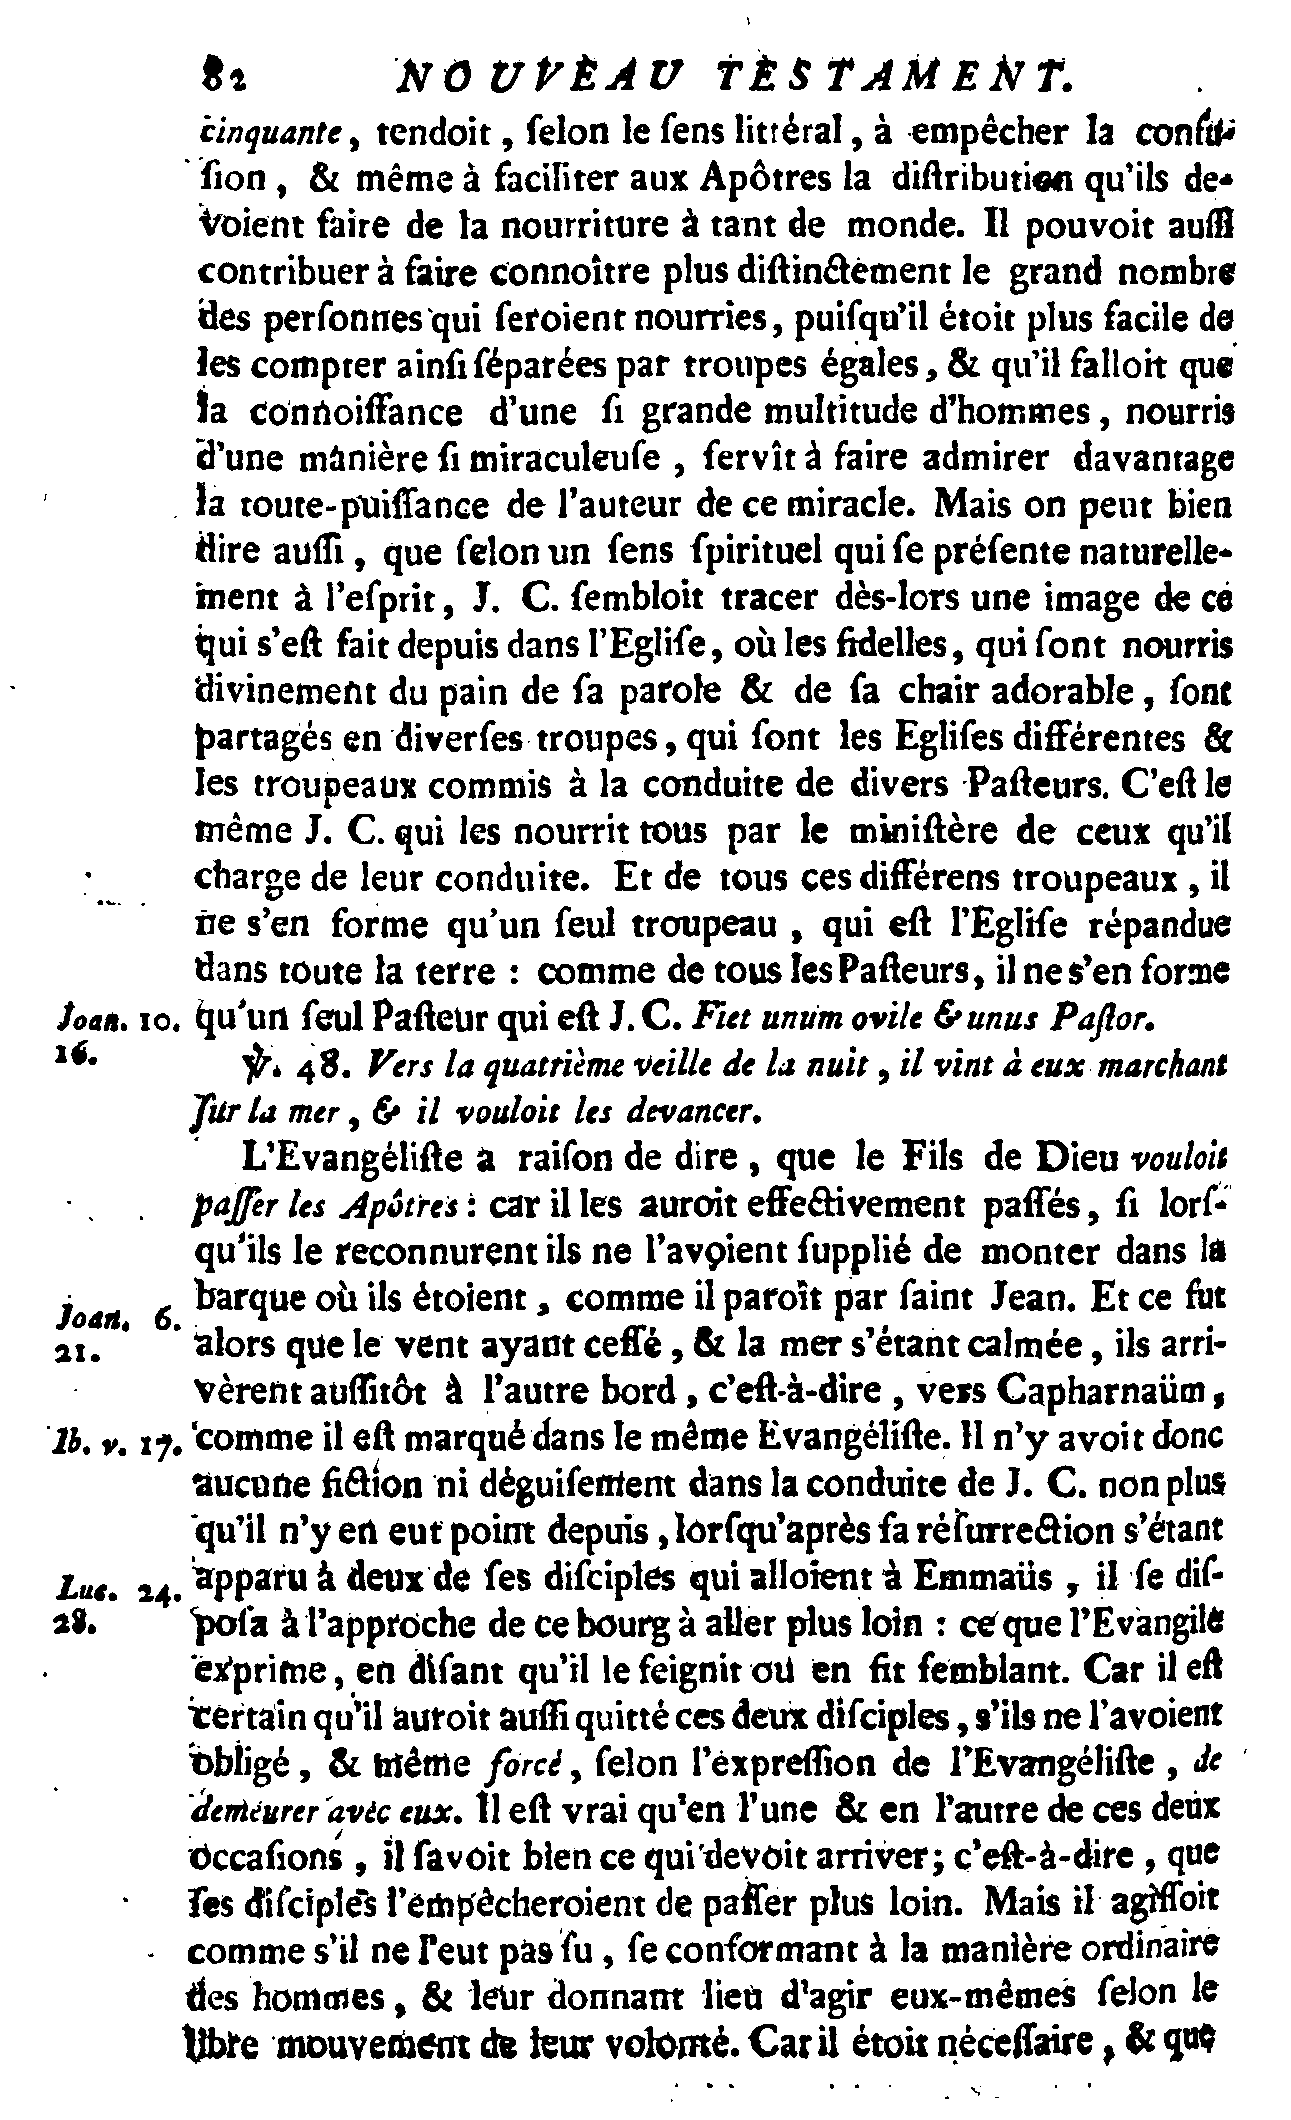 82 NOUVEAU TESTAMENT.
cinquante, tendoit, ſelon le ſens littéral, à empêcher la confu-
ſion, & même à faciliter aux Apôtres la diſtribution qu'ils de-
voient faire de la nourriture à tant de monde. Il pouvoit auſſi
contribuer à faire connoître plus diſtinctement le grand nombre
des perſonnes qui ſeroient nourries, puiſqu'il étoit plus facile de
les compter ainſi ſéparées par troupes égales, & qu'il falloit que
la connoiſſance d'une ſi grande multitude d'hommes, nourris
d'une manière ſi miraculeuſe, ſervît à faire admirer davantage
la toute-puiſſance de l'auteur de ce miracle. Mais on peut bien
dire auſſi, que ſelon un ſens ſpirituel qui ſe préſente naturelle-
ment à l'eſprit, J. C. ſembloit tracer dès-lors une image de ce
qui s'eſt fait depuis dans l'Egliſe, où les fidelles, qui ſont nourris
divinement du pain de ſa parole & de ſa chair adorable, ſont
partagés en diverſes troupes, qui ſont les Egliſes différentes &
les troupeaux commis à la conduite de divers Paſteurs. C'eſt le
même J. C. qui les nourrit tous par le miniſtère de ceux qu'il
charge de leur conduite. Et de tous ces différens troupeaux, il
ne s'en forme qu'un ſeul troupeau, qui eſt l'Egliſe répandue
dans toute la terre : comme de tous les Paſteurs, il ne s'en forme
Joan. 10. qu'un ſeul Paſteur qui eſt J. C. Fiet unum ovile & unus Paſtor.
16. ℣. 48. Vers la quatrième veille de la nuit, il vint à eux marchant
ſur la mer, & il vouloit les devancer.
L'Evangéliſte a raiſon de dire, que le Fils de Dieu vouloit
paſſer les Apôtres : car il les auroit effectivement paſſés, ſi lorſ-
qu'ils le reconnurent ils ne l'avoient ſupplié de monter dans la
Joan. 6. barque où ils étoient, comme il paroît par ſaint Jean. Et ce fut
21. alors que le vent ayant ceſſé, & la mer s'étant calmée, ils arri-
vèrent auſſitôt à l'autre bord, c'eſt-à-dire, vers Capharnaüm,
Ib. v. 17. comme il eſt marqué dans le même Evangéliſte. Il n'y avoit donc
aucune fiction ni déguiſement dans la conduite de J. C. non plus
qu'il n'y en eut point depuis, lorſqu'après ſa réſurrection s'étant
Luc. 24. apparu à deux de ſes diſciples qui alloient à Emmaüs, il ſe diſ-
28. poſa à l'approche de ce bourg à aller plus loin : ce que l'Evangile
exprime, en diſant qu'il le feignit ou en fit ſemblant. Car il eſt
certain qu'il auroit auſſi quitté ces deux diſciples, s'ils ne l'avoient
obligé, & même forcé, ſelon l'expreſſion de l'Evangéliſte, de
demeurer avec eux. Il eſt vrai qu'en l'une & en l'autre de ces deux
occaſions, il ſavoit bien ce qui devoit arriver; c'eſt-à-dire, que
ſes diſciples l'empêcheroient de paſſer plus loin. Mais il agiſſoit
comme s'il ne l'eut pas ſu, ſe conformant à la manière ordinaire
des hommes, & leur donnant lieu d'agir eux-mêmes ſelon le
libre mouvement de leur volonté. Car il étoit néceſſaire, & que